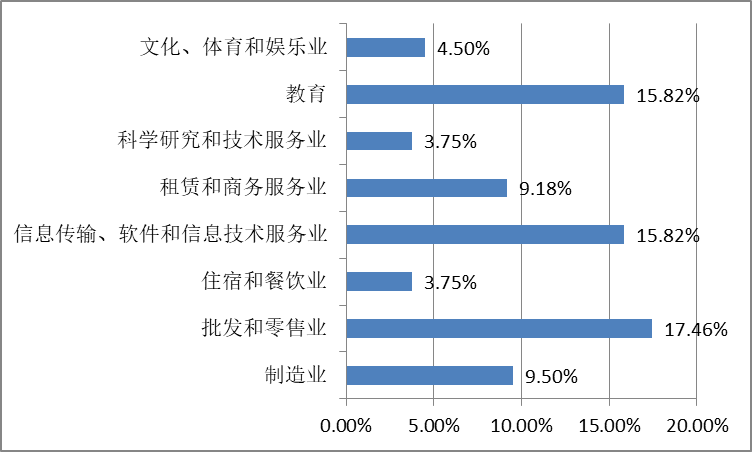 文化、体育和娱乐业 4.50%
教育 15.82%
科学研究和技术服务业 3.75%
租赁和商务服务业 9.18%
信息传输、软件和信息技术服务业 15.82%
住宿和餐饮业 3.75%
批发和零售业 17.46%
制造业 9.50%
0.00% 5.00% 10.00% 15.00% 20.00%